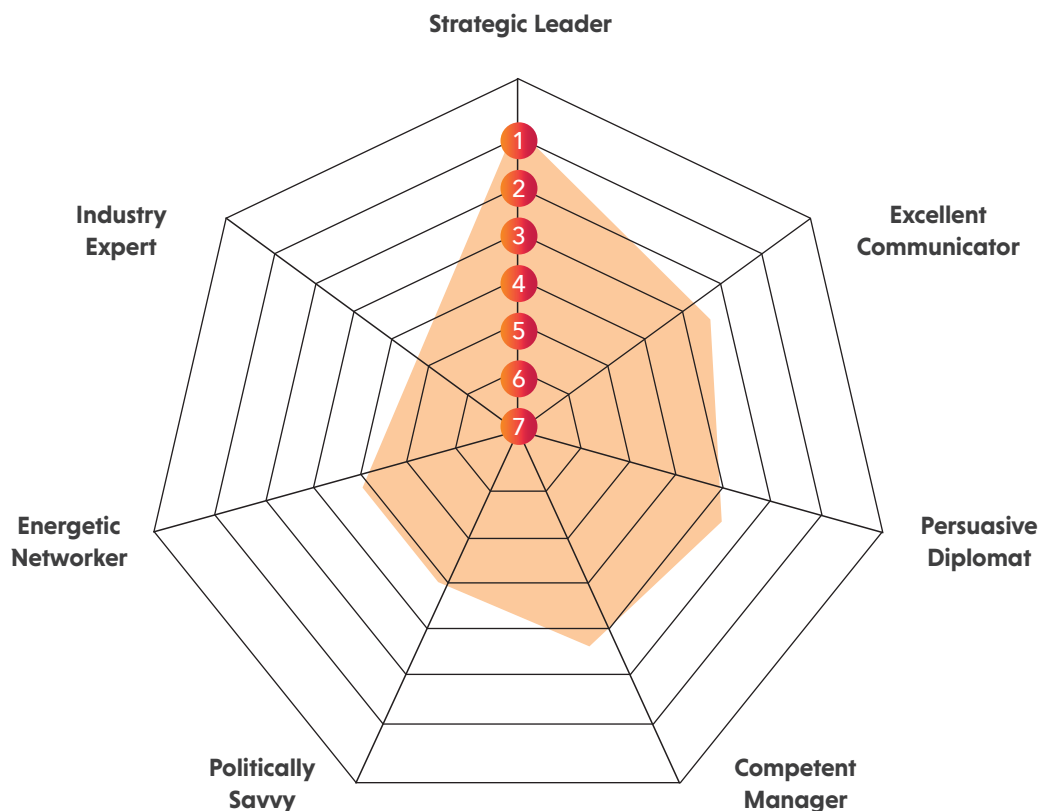 Strategic Leader
1
2
3
4
5
6
7
Industry
Expert
Excellent
Communicator
Energetic
Networker
Persuasive
Diplomat
Politically
Savvy
Competent
Manager